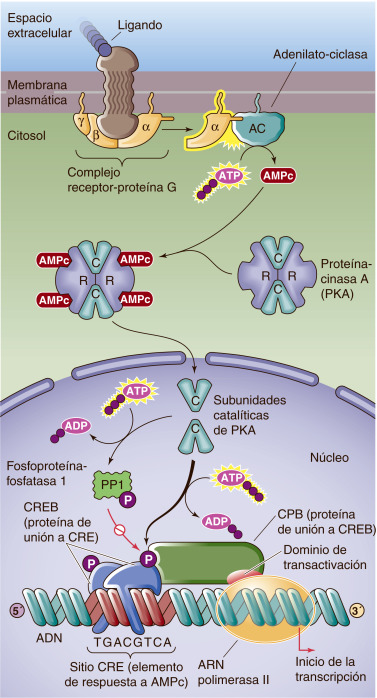 Espacio
extracelular
Ligando
Adenilato-ciclasa
Membrana
plasmática
Citosol
γ
β
α
α
AC
Complejo
receptor-proteína G
ATP
AMPc
AMPc
AMPc
C
R
R
C
AMPc
AMPc
C
R
R
C
Proteína-
cinasa A
(PKA)
ATP
ADP
C
C
Subunidades
catalíticas
de PKA
Núcleo
Fosfoproteína-
fosfatasa 1
PP1
P
ATP
ADP
CREB
(proteína de
unión a CRE)
CPB (proteína
de unión a CREB)
P
P
Dominio de
transactivación
5´
3´
ADN
TGACGTCA
Sitio CRE (elemento
de respuesta a AMPc)
ARN
polimerasa II
Inicio de la
transcripción